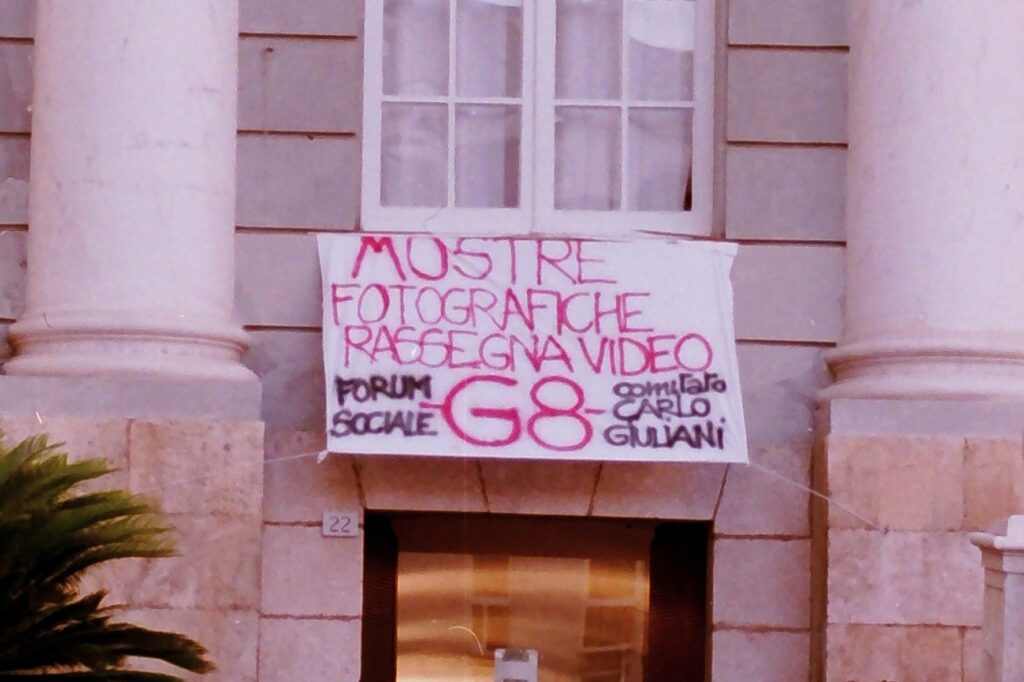 MOSTRE
FOTOGRAFICHE
RASSEGNA VIDEO
FORUM
SOCIALE
-G8-
comitato
CARLO
GIULIANI
22